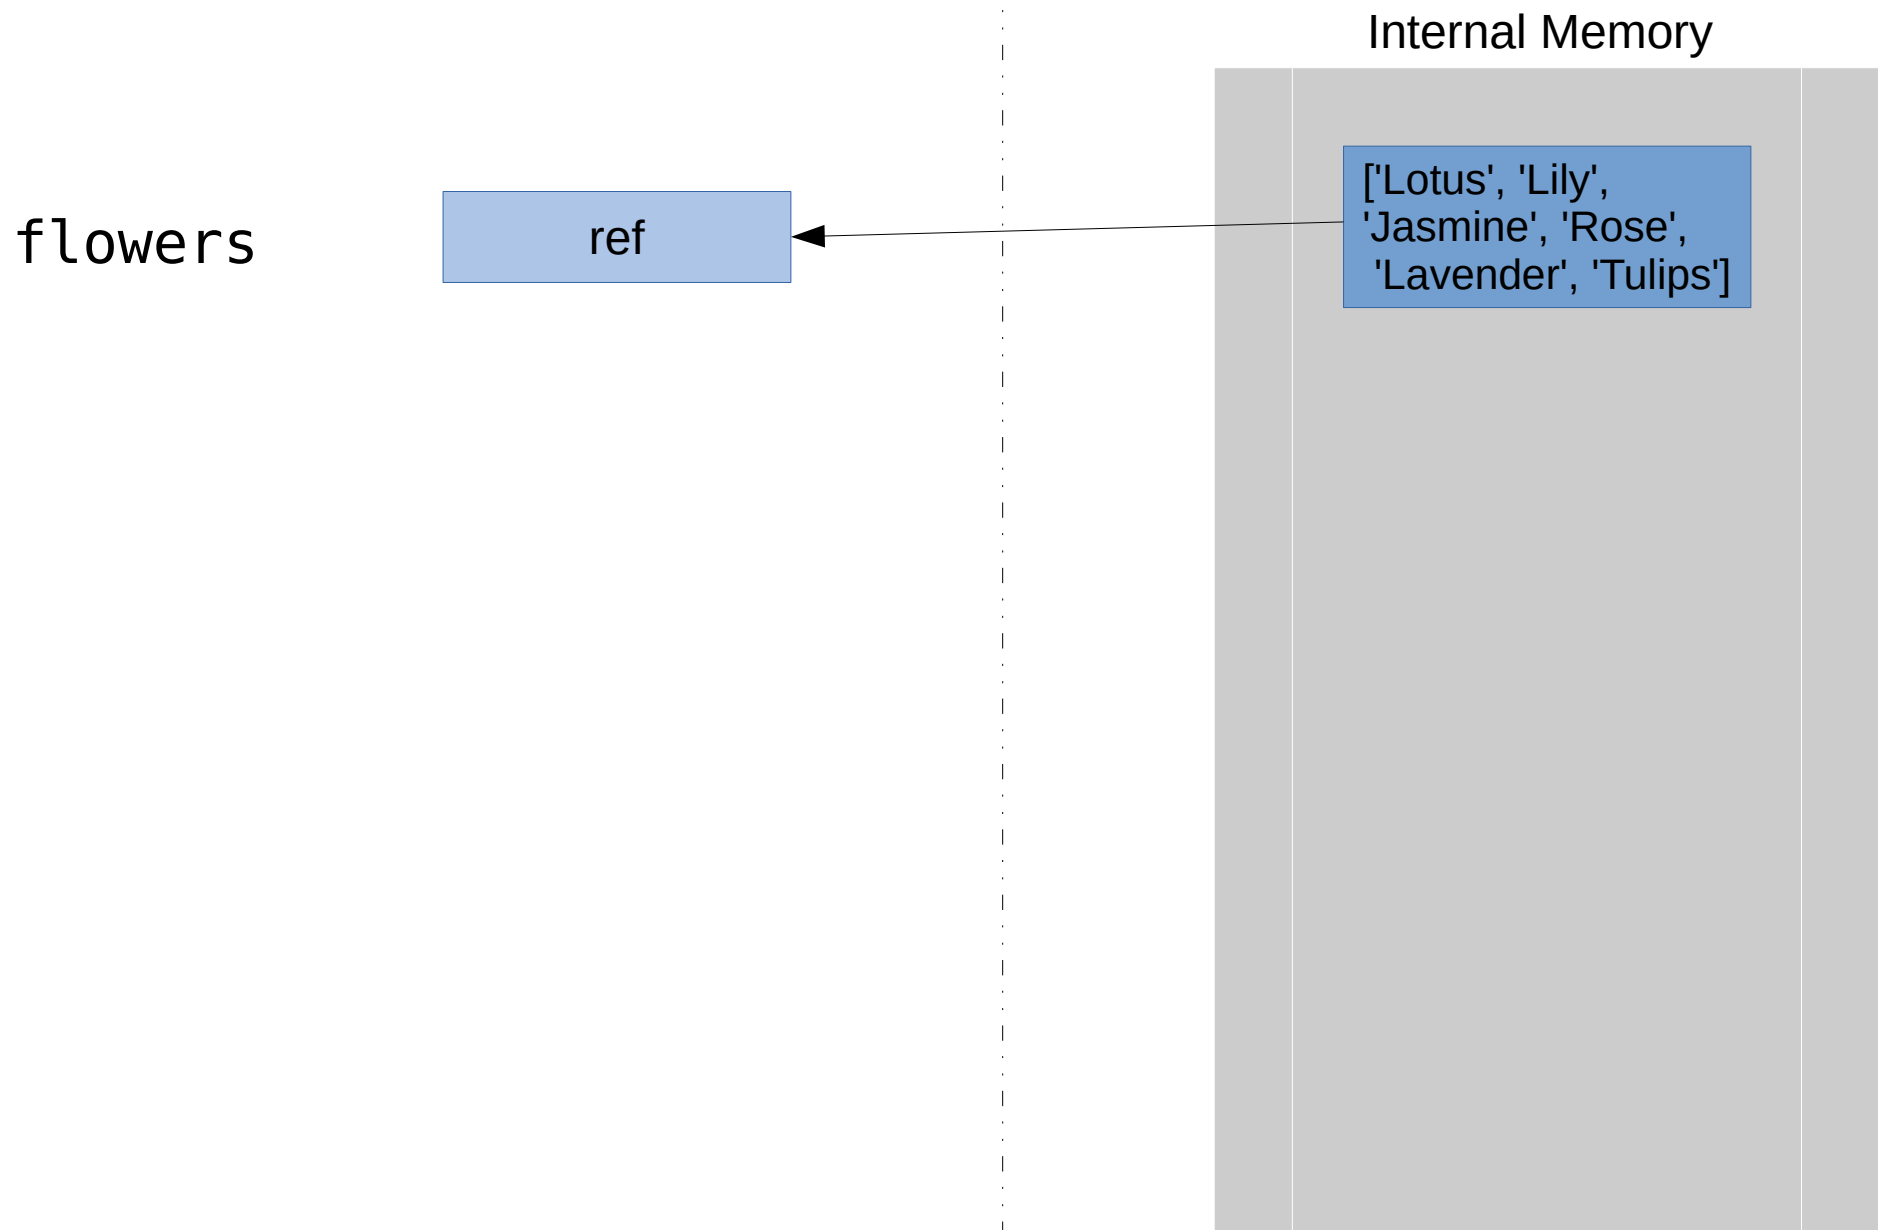 Internal Memory
flowers
ref
['Lotus', 'Lily',
'Jasmine', 'Rose',
'Lavender', 'Tulips']